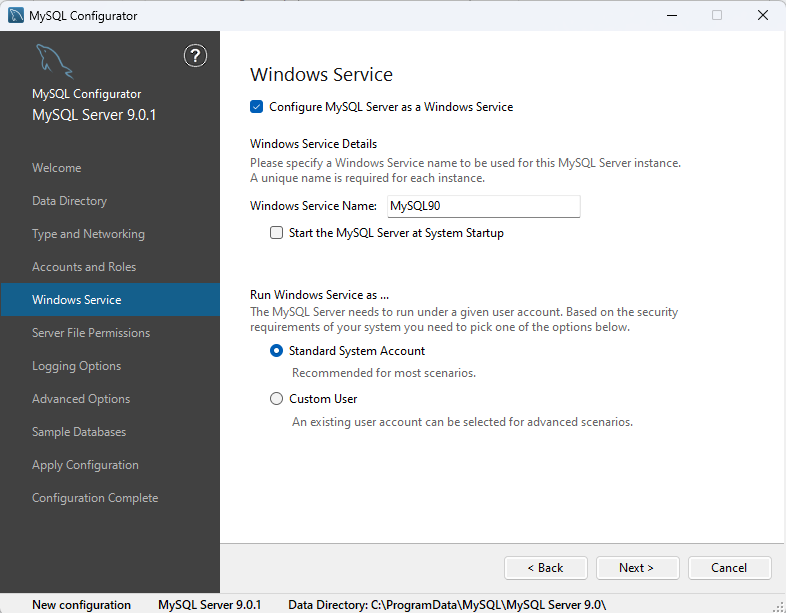 MySQL Configurator
?
MySQL Configurator
MySQL Server 9.0.1
Welcome
Data Directory
Type and Networking
Accounts and Roles
Windows Service
Server File Permissions
Logging Options
Advanced Options
Sample Databases
Apply Configuration
Configuration Complete
Windows Service
Configure MySQL Server as a Windows Service
Windows Service Details
Please specify a Windows Service name to be used for this MySQL Server instance.
A unique name is required for each instance.
Windows Service Name: MySQL90
Start the MySQL Server at System Startup
Run Windows Service as ...
The MySQL Server needs to run under a given user account. Based on the security
requirements of your system you need to pick one of the options below.
Standard System Account
Recommended for most scenarios.
Custom User
An existing user account can be selected for advanced scenarios.
< Back Next > Cancel
New configuration MySQL Server 9.0.1 Data Directory: C:\ProgramData\MySQL\MySQL Server 9.0\